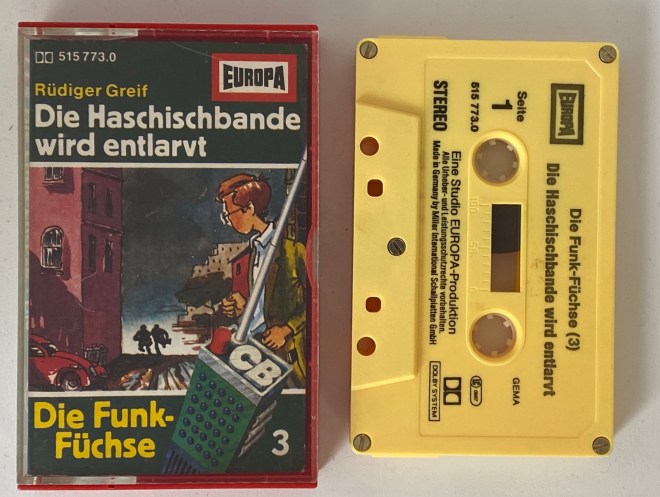 515 773.0
EUROPA
Rüdiger Greif
Die Haschischbande
wird entlarvt
CB
Die Funk-
Füchse
3
EUROPA
Seite
1
515 773.0
STEREO
Die Funk-Füchse (3)
Die Haschischbande wird entlarvt
Eine Studio EUROPA-Produktion
Alle Urheber- und Leistungsschutzrechte vorbehalten.
Made in Germany by Miller International Schallplatten GmbH
GEMA
DOLBY SYSTEM